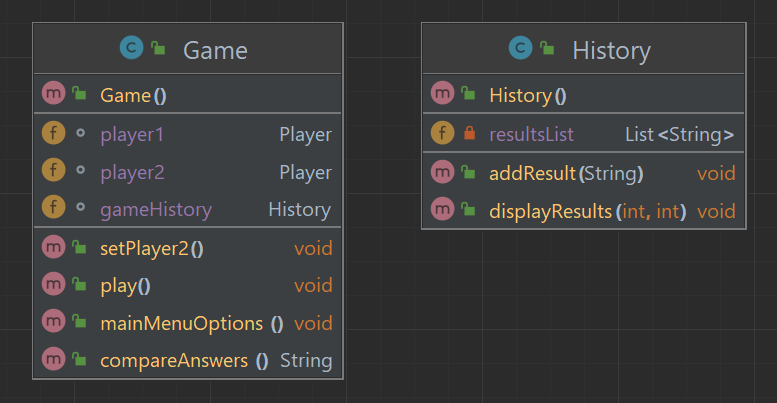 C Game
m Game()
f player1 Player
f player2 Player
f gameHistory History
m setPlayer2() void
m play() void
m mainMenuOptions () void
m compareAnswers () String
C History
m History()
f resultsList List<String>
m addResult(String) void
m displayResults(int, int) void